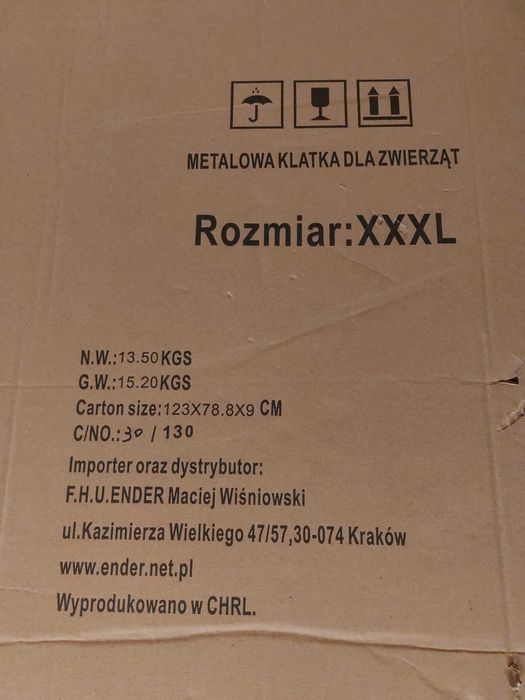 METALOWA KLATKA DLA ZWIERZĄT
Rozmiar:XXXL
N.W.:13.50KGS
G.W.:15.20KGS
Carton size:123X78.8X9 CM
C/NO.:30 / 130
Importer oraz dystrybutor:
F.H.U.ENDER Maciej Wiśniowski
ul.Kazimierza Wielkiego 47/57,30-074 Kraków
www.ender.net.pl
Wyprodukowano w CHRL.